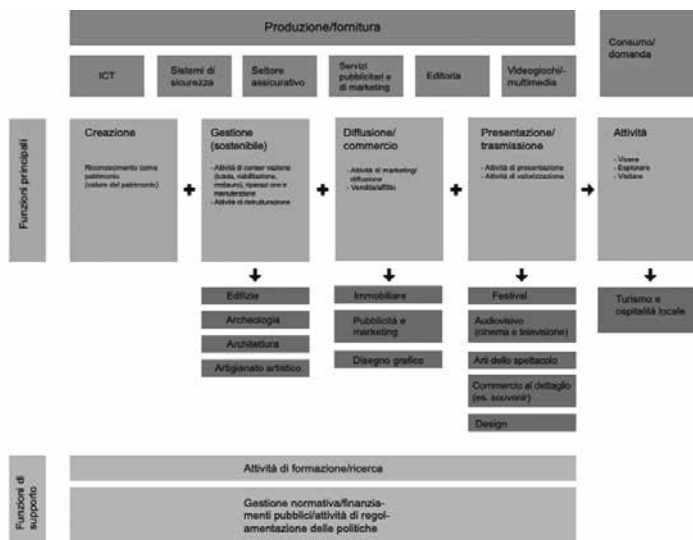 Produzione/fornitura
Consumo/
domanda
ICT
Sistemi di
sicurezza
Settore
assicurativo
Servizi
pubblicitari e
di marketing
Editoria
Videogiochi/-
multimedia
Funzioni principali
Creazione
Riconoscimento come
patrimonio
(valore del patrimonio)
Gestione
(sostenibile)
- Attività di conservazione
(tutela, riabilitazione,
restauro), riparazione e
manutenzione
- Attività di ristrutturazione
Diffusione/
commercio
- Attività di marketing/
diffusione
- Vendita/affitto
Presentazione/
trasmissione
- Attività di presentazione
- Attività di valorizzazione
Attività
- Vivere
- Esplorare
- Visitare
Edilizia
Archeologia
Architettura
Artigianato artistico
Immobiliare
Pubblicità e
marketing
Disegno grafico
Festival
Audiovisivo
(cinema e televisione)
Arti dello spettacolo
Commercio al dettaglio
(es. souvenir)
Design
Turismo e
ospitalità locale
Funzioni di
supporto
Attività di formazione/ricerca
Gestione normativa/finanzia-
menti pubblici/attività di regol-
amentazione delle politiche